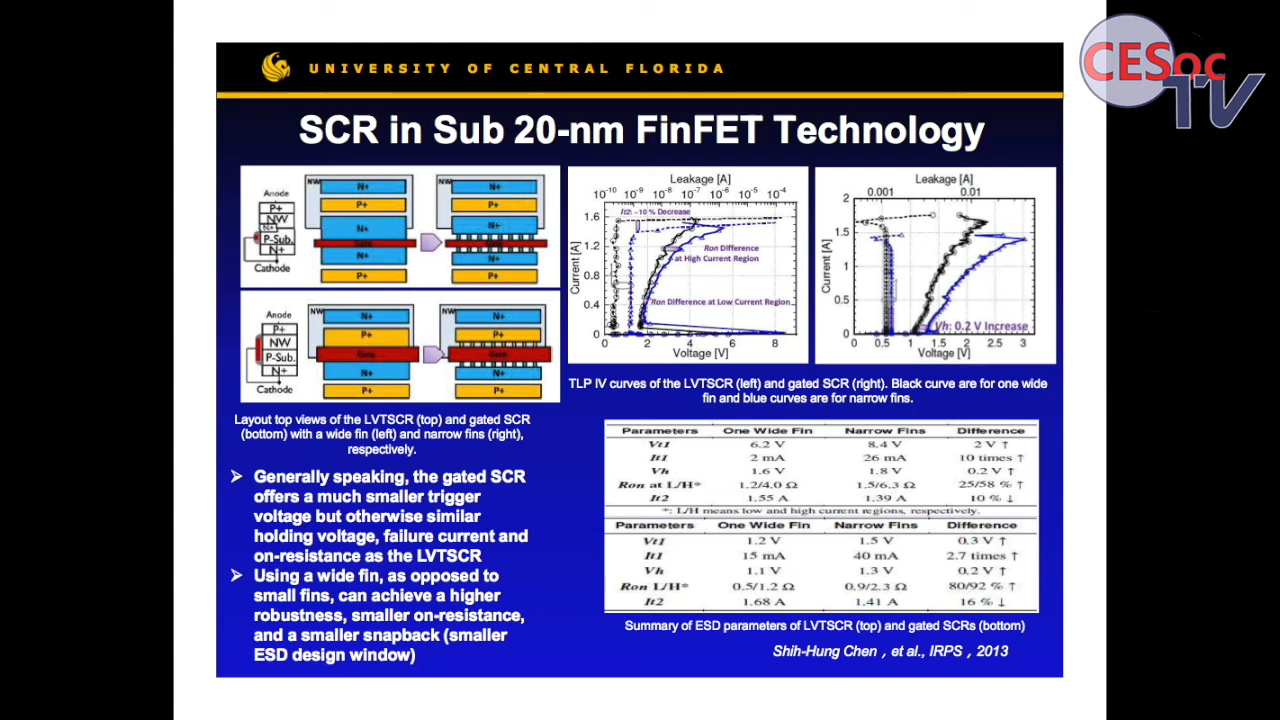 CESoc
TV
UNIVERSITY OF CENTRAL FLORIDA
SCR in Sub 20-nm FinFET Technology
Anode
P+
NW
N+
P-Sub.
N+
Cathode
NW
N+
P+
N+
Gate
N+
P+
NW
N+
P+
N+
Gate
N+
P+
Anode
P+
NW
P-Sub.
N+
Cathode
NW
N+
P+
Gate
N+
P+
NW
N+
P+
Gate
N+
P+
Layout top views of the LVTSCR (top) and gated SCR
(bottom) with a wide fin (left) and narrow fins (right),
respectively.
Leakage [A]
10-10 10-9 10-8 10-7 10-6 10-5 10-4
It2: ~10 % Decrease
Ron Difference
at High Current Region
Ron Difference at Low Current Region
Current [A]
1.6
1.2
0.8
0.4
0
0 2 4 6 8
Voltage [V]
Leakage [A]
0.001 0.01
Current [A]
2
1.5
1
0.5
0
Vh: 0.2 V Increase
0 0.5 1 1.5 2 2.5 3
Voltage [V]
TLP IV curves of the LVTSCR (left) and gated SCR (right). Black curve are for one wide
fin and blue curves are for narrow fins.
➢ Generally speaking, the gated SCR
offers a much smaller trigger
voltage but otherwise similar
holding voltage, failure current and
on-resistance as the LVTSCR
➢ Using a wide fin, as opposed to
small fins, can achieve a higher
robustness, smaller on-resistance,
and a smaller snapback (smaller
ESD design window)
Parameters One Wide Fin Narrow Fins Difference
Vt1 6.2 V 8.4 V 2 V ↑
It1 2 mA 26 mA 10 times ↑
Vh 1.6 V 1.8 V 0.2 V ↑
Ron at L/H* 1.2/4.0 Ω 1.5/6.3 Ω 25/58 % ↑
It2 1.55 A 1.39 A 10 % ↓
*: L/H means low and high current regions, respectively.
Parameters One Wide Fin Narrow Fins Difference
Vt1 1.2 V 1.5 V 0.3 V ↑
It1 15 mA 40 mA 2.7 times ↑
Vh 1.1 V 1.3 V 0.2 V ↑
Ron L/H* 0.5/1.2 Ω 0.9/2.3 Ω 80/92 % ↑
It2 1.68 A 1.41 A 16 % ↓
Summary of ESD parameters of LVTSCR (top) and gated SCRs (bottom)
Shih-Hung Chen, et al., IRPS, 2013